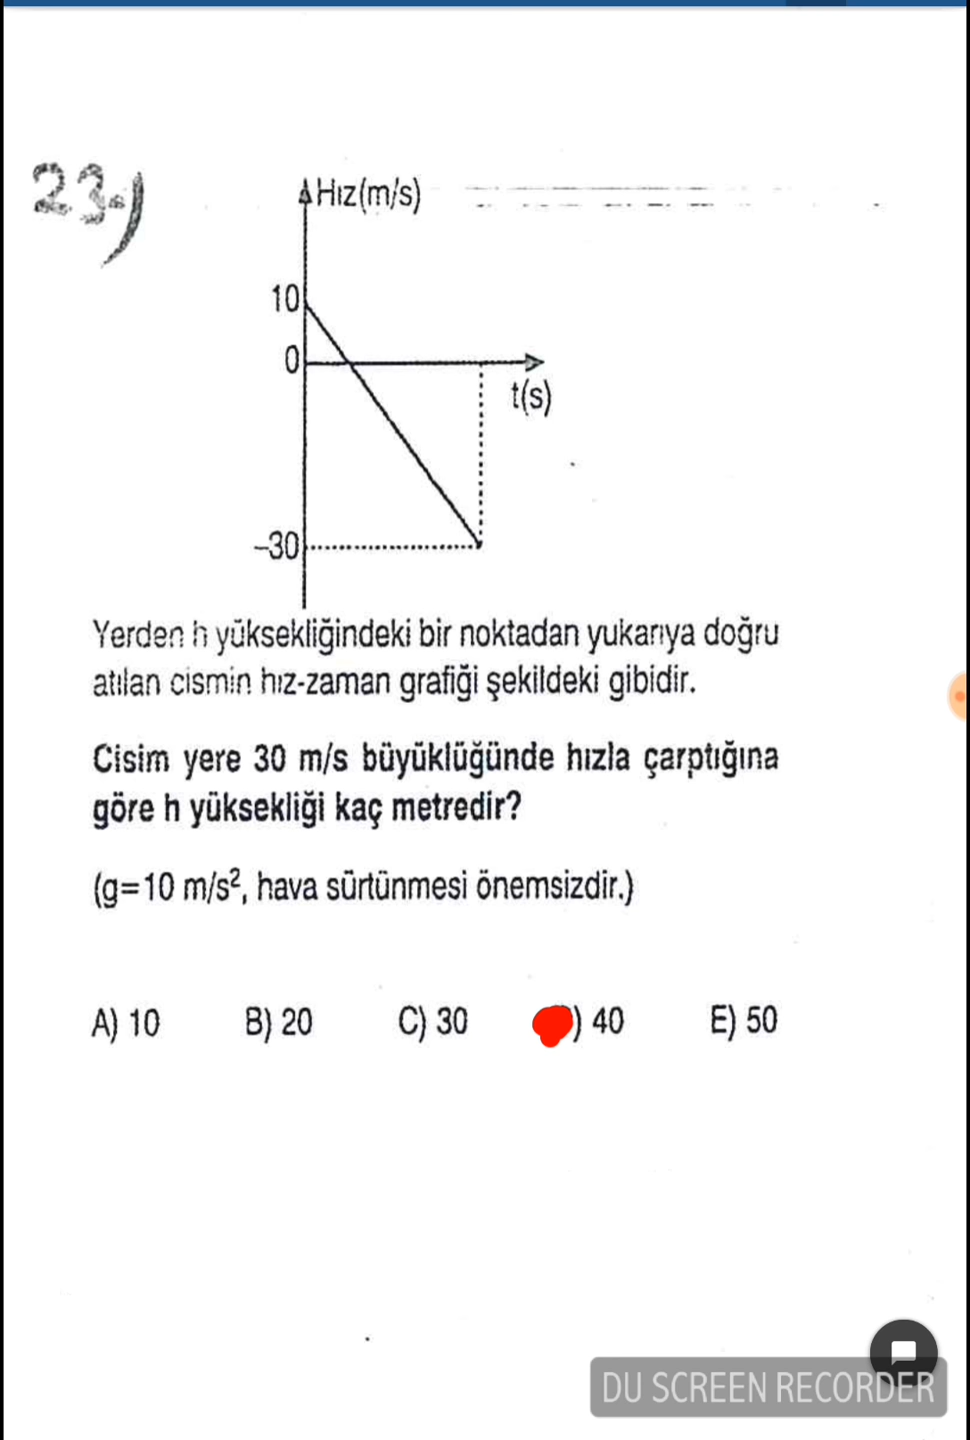 23.)
Hız(m/s)
10
0
t(s)
-30
Yerden h yüksekliğindeki bir noktadan yukarıya doğru
atılan cismin hız-zaman grafiği şekildeki gibidir.
Cisim yere 30 m/s büyüklüğünde hızla çarptığına
göre h yüksekliği kaç metredir?
(g=10 m/s², hava sürtünmesi önemsizdir.)
A) 10 B) 20 C) 30 ) 40 E) 50
DU SCREEN RECORDER